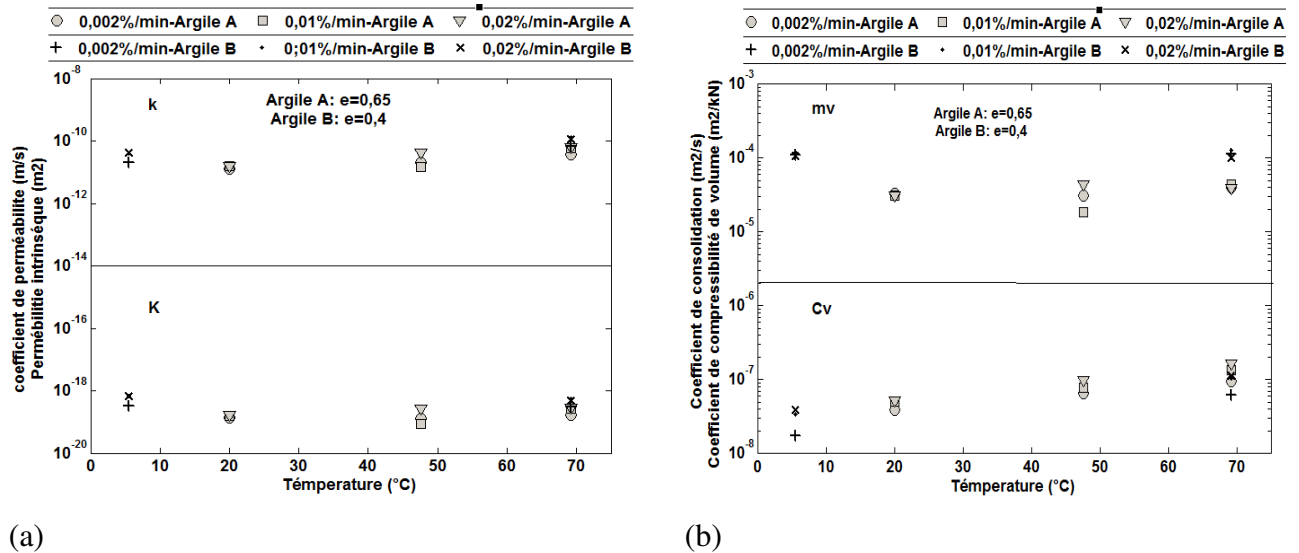 0,002%/min-Argile A 0,01%/min-Argile A 0,02%/min-Argile A
0,002%/min-Argile B 0;01%/min-Argile B 0,02%/min-Argile B
10-8
10-10
10-12
10-14
10-16
10-18
10-20
k
Argile A: e=0,65
Argile B: e=0,4
K
coefficient de perméabilite (m/s)
Permébilitie intrinséque (m2)
0 10 20 30 40 50 60 70
Témperature (°C)
(a)
0,002%/min-Argile A 0,01%/min-Argile A 0,02%/min-Argile A
0,002%/min-Argile B 0,01%/min-Argile B 0,02%/min-Argile B
10-3
10-4
10-5
10-6
10-7
10-8
mv
Argile A: e=0,65
Argile B: e=0,4
Cv
Coefficient de consolidation (m2/s)
Coefficient de compressibilité de volume (m2/kN)
0 10 20 30 40 50 60 70
Témperature (°C)
(b)